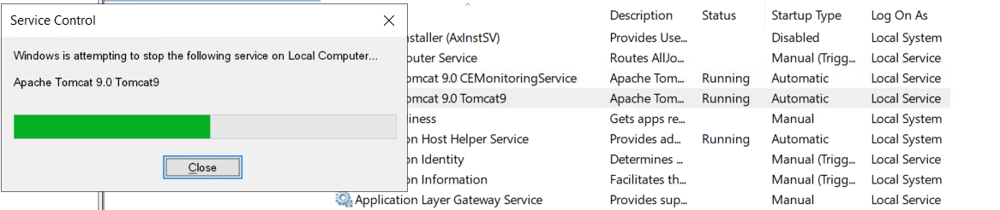 Service Control
Windows is attempting to stop the following service on Local Computer...
Apache Tomcat 9.0 Tomcat9
Close
Description Status Startup Type Log On As
staller (AxInstSV) Provides Use... Disabled Local System
outer Service Routes AllJo... Manual (Trigg... Local Service
omcat 9.0 CEMonitoringService Apache Tom... Running Automatic Local Service
omcat 9.0 Tomcat9 Apache Tom... Running Automatic Local Service
iness Gets apps re... Manual Local System
on Host Helper Service Provides ad... Running Automatic Local System
on Identity Determines ... Manual (Trigg... Local Service
on Information Facilitates th... Manual (Trigg... Local System
Application Layer Gateway Service Provides sup... Manual Local Service